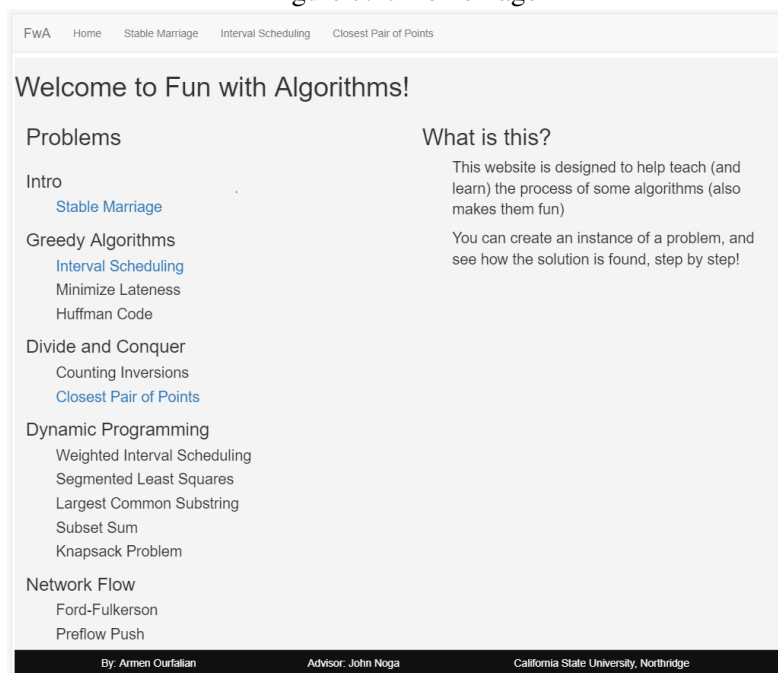 FwA Home Stable Marriage Interval Scheduling Closest Pair of Points
Welcome to Fun with Algorithms!
Problems
Intro
Stable Marriage
Greedy Algorithms
Interval Scheduling
Minimize Lateness
Huffman Code
Divide and Conquer
Counting Inversions
Closest Pair of Points
Dynamic Programming
Weighted Interval Scheduling
Segmented Least Squares
Largest Common Substring
Subset Sum
Knapsack Problem
Network Flow
Ford-Fulkerson
Preflow Push
What is this?
This website is designed to help teach (and
learn) the process of some algorithms (also
makes them fun)
You can create an instance of a problem, and
see how the solution is found, step by step!
By: Armen Ourfalian Advisor: John Noga California State University, Northridge